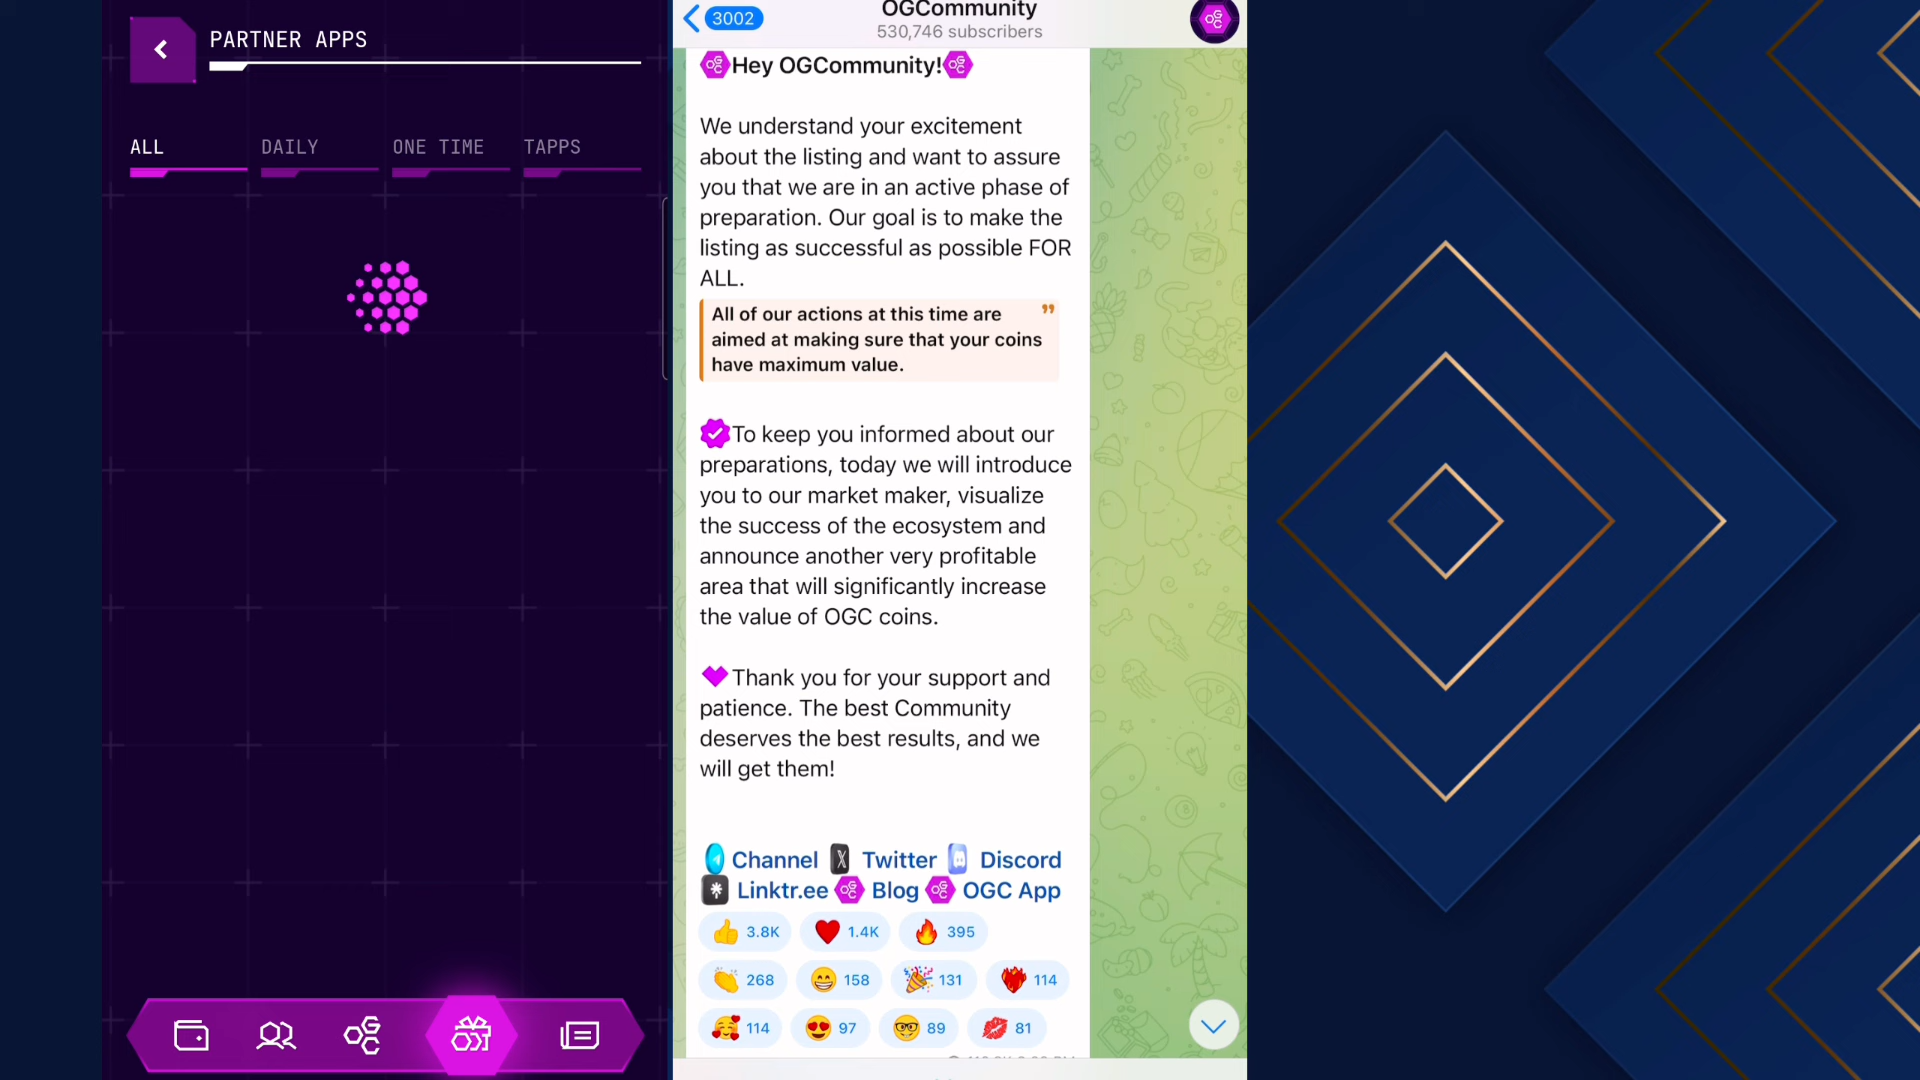 PARTNER APPS
ALL
DAILY
ONE TIME
TAPPS
3002
OGCommunity
530,746 subscribers
Hey OGCommunity!
We understand your excitement
about the listing and want to assure
you that we are in an active phase of
preparation. Our goal is to make the
listing as successful as possible FOR
ALL.
All of our actions at this time are
aimed at making sure that your coins
have maximum value.
To keep you informed about our
preparations, today we will introduce
you to our market maker, visualize
the success of the ecosystem and
announce another very profitable
area that will significantly increase
the value of OGC coins.
Thank you for your support and
patience. The best Community
deserves the best results, and we
will get them!
Channel Twitter Discord
Linktr.ee Blog OGC App
3.8K 1.4K 395
268 158 131 114
114 97 89 81